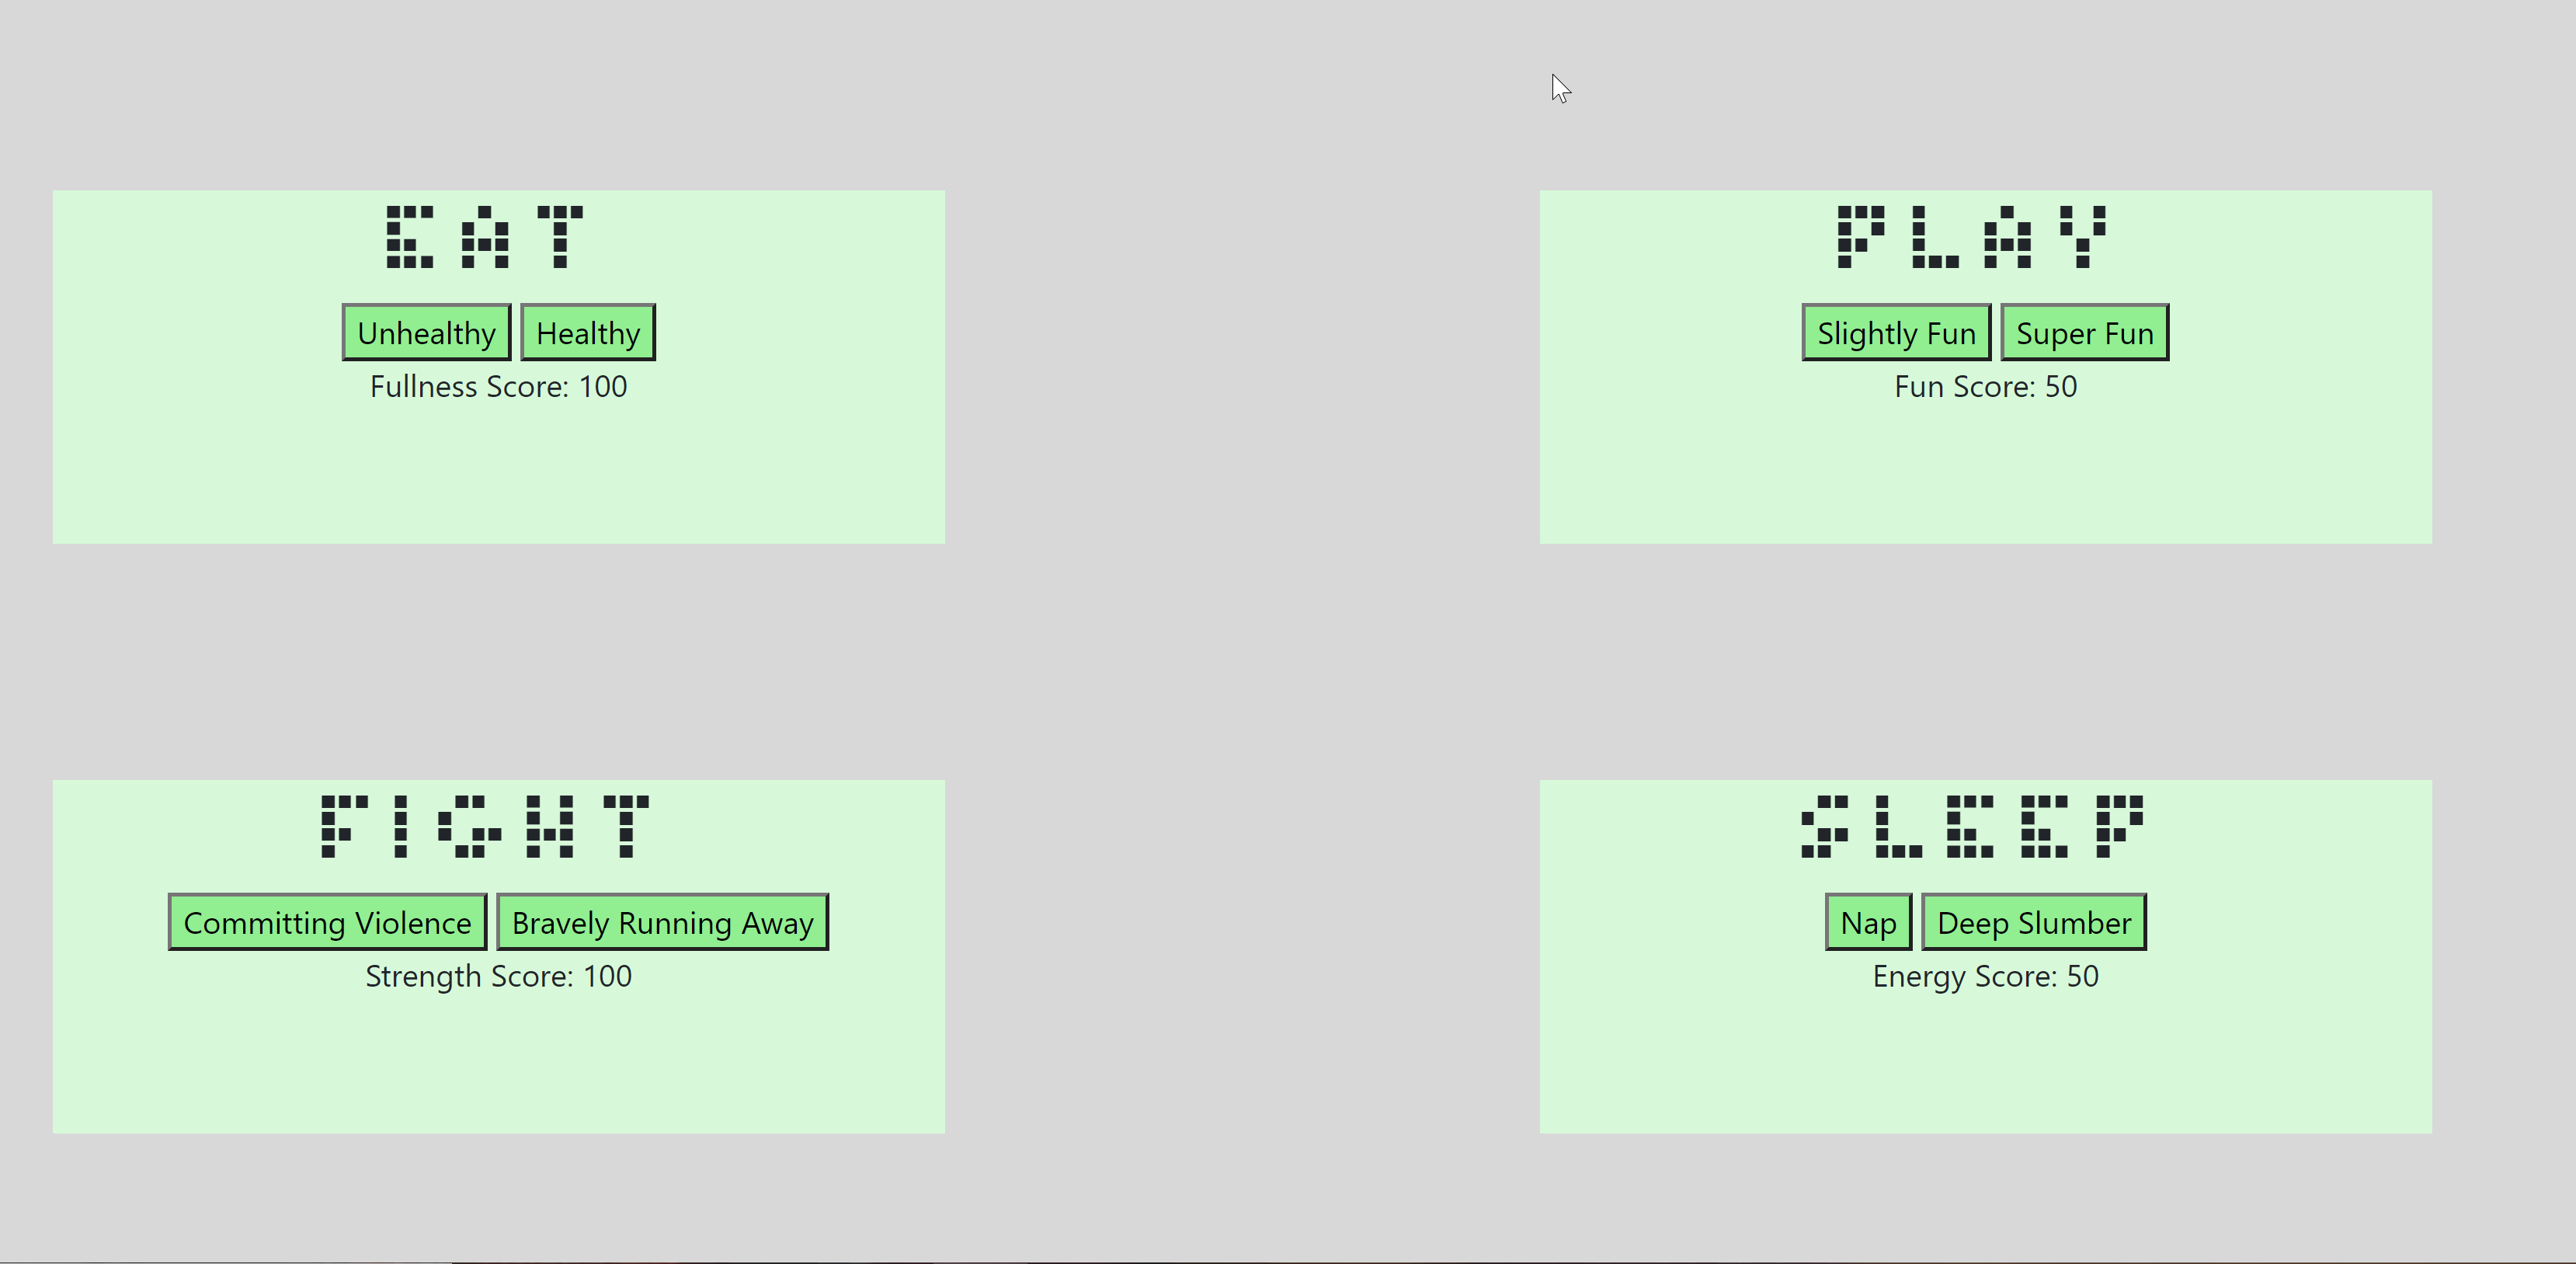 EAT
Unhealthy Healthy
Fullness Score: 100
PLAY
Slightly Fun Super Fun
Fun Score: 50
FIGHT
Committing Violence Bravely Running Away
Strength Score: 100
SLEEP
Nap Deep Slumber
Energy Score: 50